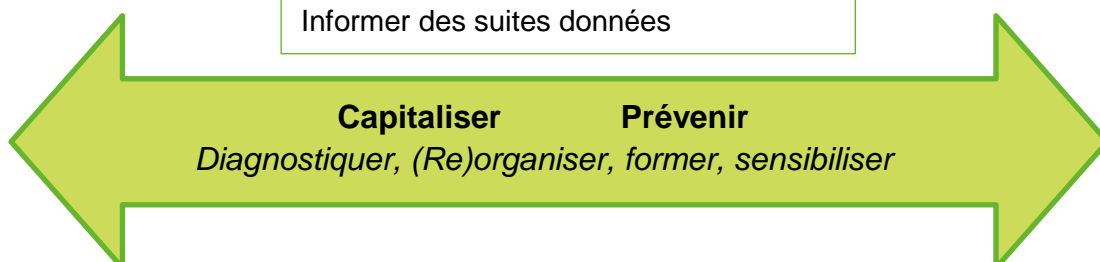 Informer des suites données
Capitaliser Prévenir
Diagnostiquer, (Re)organiser, former, sensibiliser